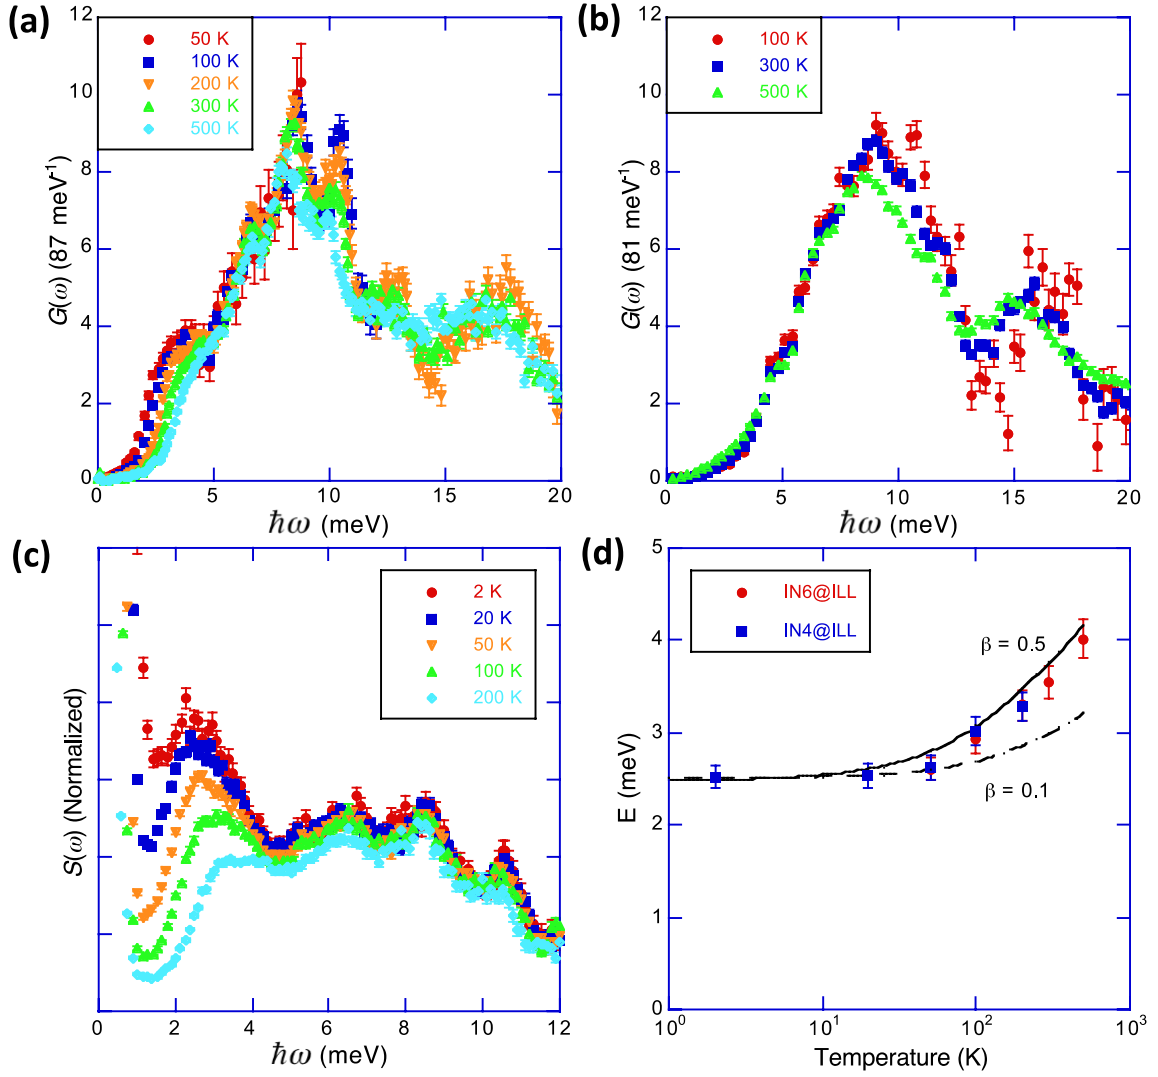 (a)
12
10
8
6
4
2
0
G(ω) (87 meV⁻¹)
50 K
100 K
200 K
300 K
500 K
0 5 10 15 20
ħω (meV)
(b)
12
10
8
6
4
2
0
G(ω) (81 meV⁻¹)
100 K
300 K
500 K
0 5 10 15 20
ħω (meV)
(c)
S(ω) (Normalized)
2 K
20 K
50 K
100 K
200 K
0 2 4 6 8 10 12
ħω (meV)
(d)
5
4
3
2
1
0
E (meV)
IN6@ILL
IN4@ILL
β = 0.5
β = 0.1
10⁰ 10¹ 10² 10³
Temperature (K)